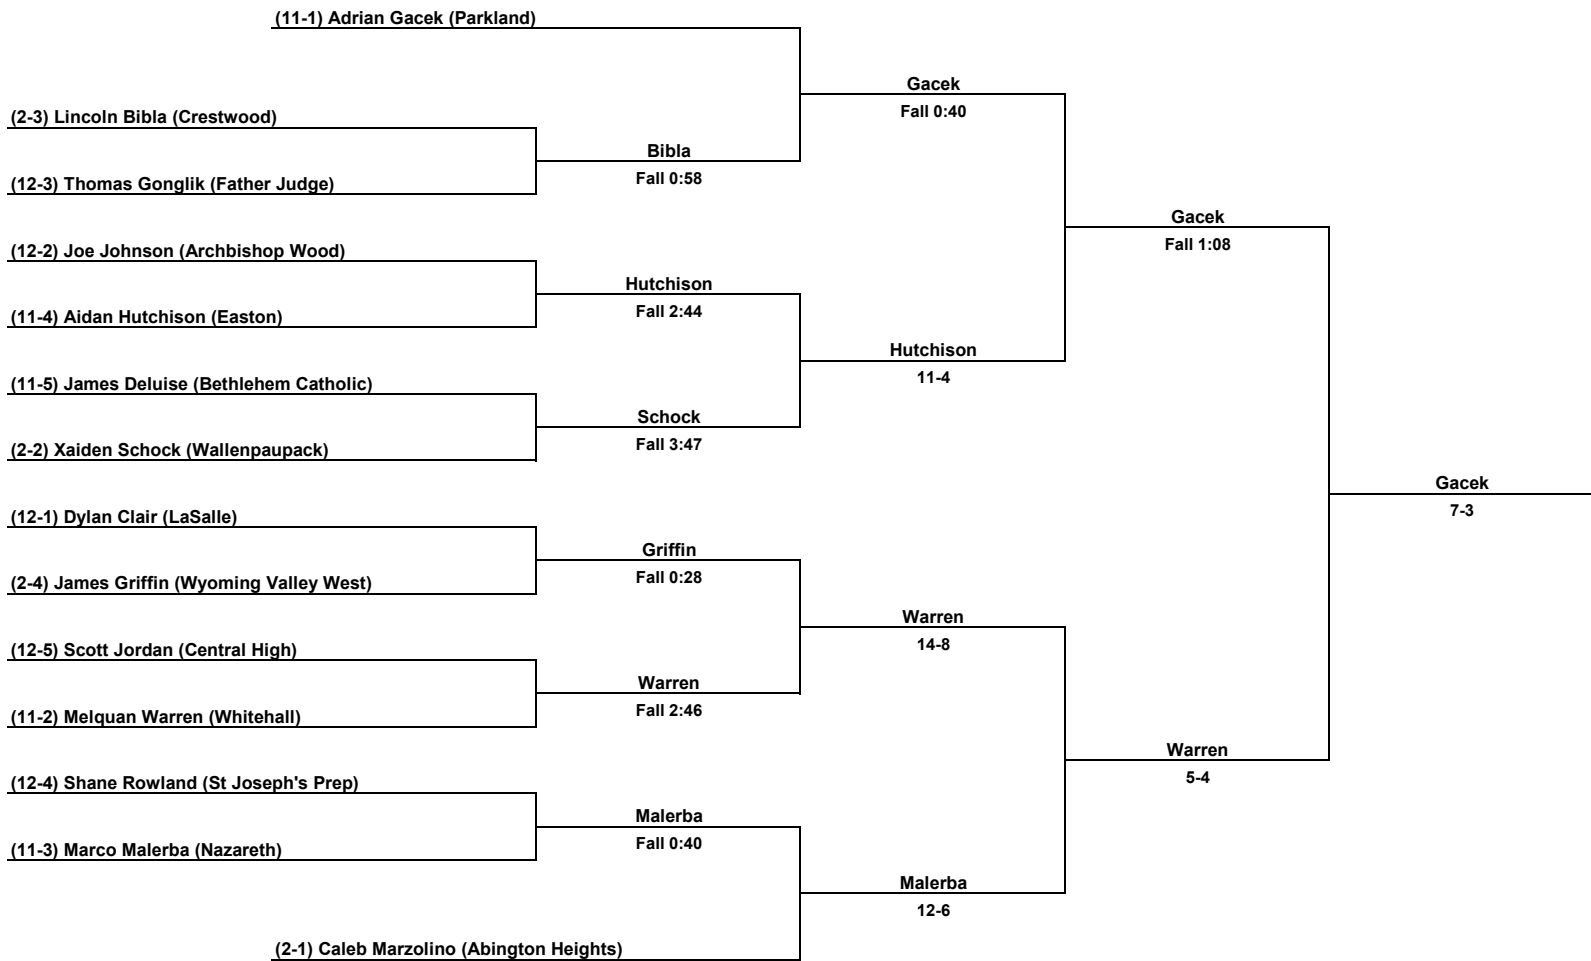 (11-1) Adrian Gacek (Parkland)
Gacek
Fall 0:40
(2-3) Lincoln Bibla (Crestwood)
Bibla
Fall 0:58
(12-3) Thomas Gonglik (Father Judge)
Gacek
Fall 1:08
(12-2) Joe Johnson (Archbishop Wood)
Hutchison
Fall 2:44
(11-4) Aidan Hutchison (Easton)
Hutchison
11-4
(11-5) James Deluise (Bethlehem Catholic)
Schock
Fall 3:47
(2-2) Xaiden Schock (Wallenpaupack)
Gacek
7-3
(12-1) Dylan Clair (LaSalle)
Griffin
Fall 0:28
(2-4) James Griffin (Wyoming Valley West)
Warren
14-8
(12-5) Scott Jordan (Central High)
Warren
Fall 2:46
(11-2) Melquan Warren (Whitehall)
Warren
5-4
(12-4) Shane Rowland (St Joseph's Prep)
Malerba
Fall 0:40
(11-3) Marco Malerba (Nazareth)
Malerba
12-6
(2-1) Caleb Marzolino (Abington Heights)